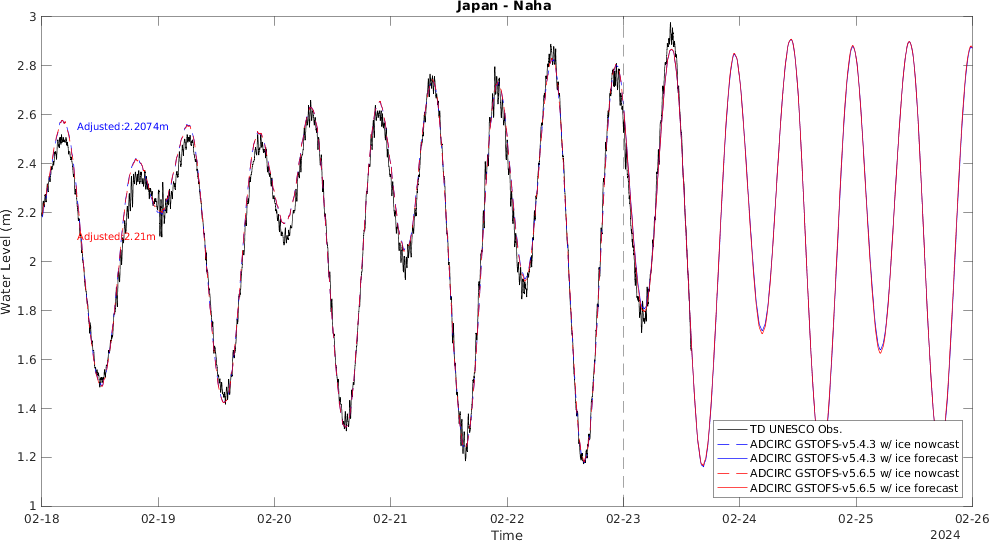 Japan - Naha
Water Level (m)
3
2.8
2.6
2.4
2.2
2
1.8
1.6
1.4
1.2
1
Adjusted:2.2074m
Adjusted:2.21m
TD UNESCO Obs.
ADCIRC GSTOFS-v5.4.3 w/ ice nowcast
ADCIRC GSTOFS-v5.4.3 w/ ice forecast
ADCIRC GSTOFS-v5.6.5 w/ ice nowcast
ADCIRC GSTOFS-v5.6.5 w/ ice forecast
02-18 02-19 02-20 02-21 02-22 02-23 02-24 02-25 02-26
Time
2024